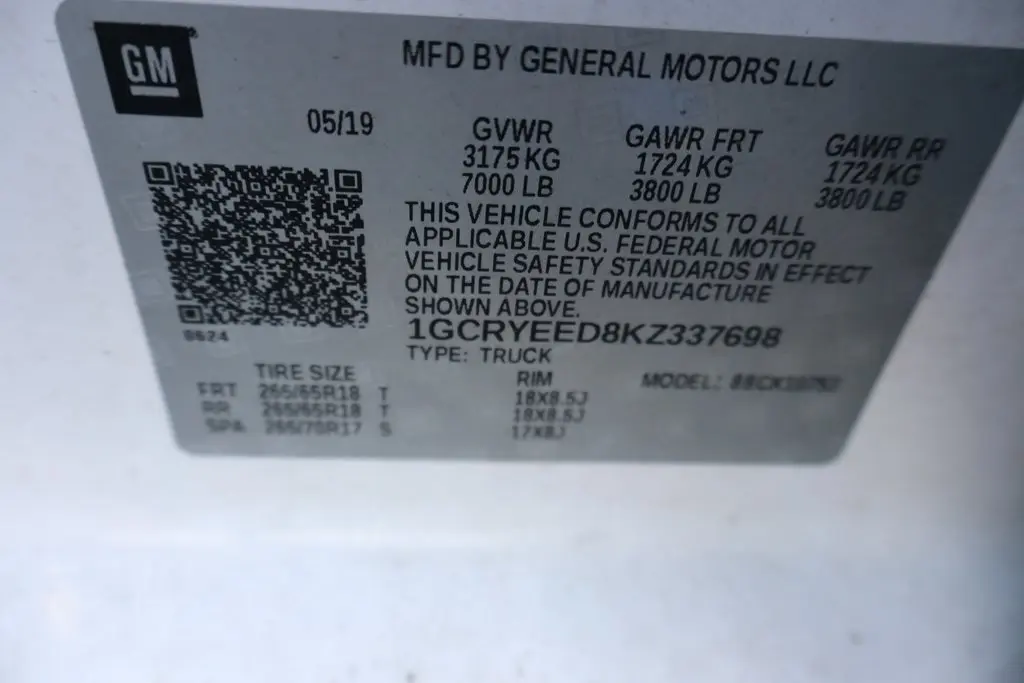 GM
MFD BY GENERAL MOTORS LLC
05/19
GVWR GAWR FRT GAWR RR
3175 KG 1724 KG 1724 KG
7000 LB 3800 LB 3800 LB
THIS VEHICLE CONFORMS TO ALL
APPLICABLE U.S. FEDERAL MOTOR
VEHICLE SAFETY STANDARDS IN EFFECT
ON THE DATE OF MANUFACTURE
SHOWN ABOVE.
1GCRYEED8KZ337698
TYPE: TRUCK
0624
TIRE SIZE RIM MODEL:
FRT 265/65R18 T 18X8.5J
RR 265/65R18 T 18X8.5J
SPA 265/70R17 S 17X8J